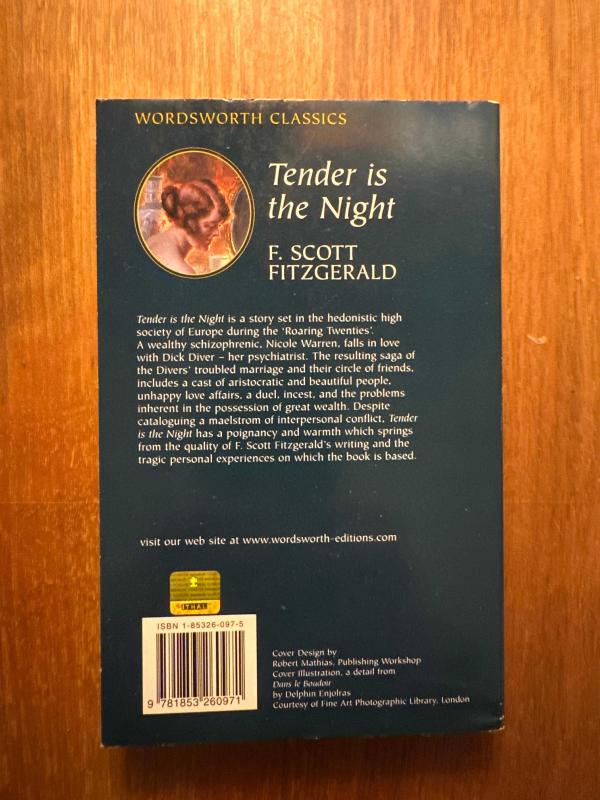 WORDSWORTH CLASSICS
Tender is
the Night
F. SCOTT
FITZGERALD
Tender is the Night is a story set in the hedonistic high
society of Europe during the 'Roaring Twenties'.
A wealthy schizophrenic, Nicole Warren, falls in love
with Dick Diver – her psychiatrist. The resulting saga of
the Divers' troubled marriage and their circle of friends,
includes a cast of aristocratic and beautiful people,
unhappy love affairs, a duel, incest, and the problems
inherent in the possession of great wealth. Despite
cataloguing a maelstrom of interpersonal conflict, Tender
is the Night has a poignancy and warmth which springs
from the quality of F. Scott Fitzgerald's writing and the
tragic personal experiences on which the book is based.
visit our web site at www.wordsworth-editions.com
ITHAL
ISBN 1-85326-097-5
9 781853 260971
Cover Design by
Robert Mathias, Publishing Workshop
Cover Illustration, a detail from
Dans le Boudoir
by Delphin Enjolras
Courtesy of Fine Art Photographic Library, London